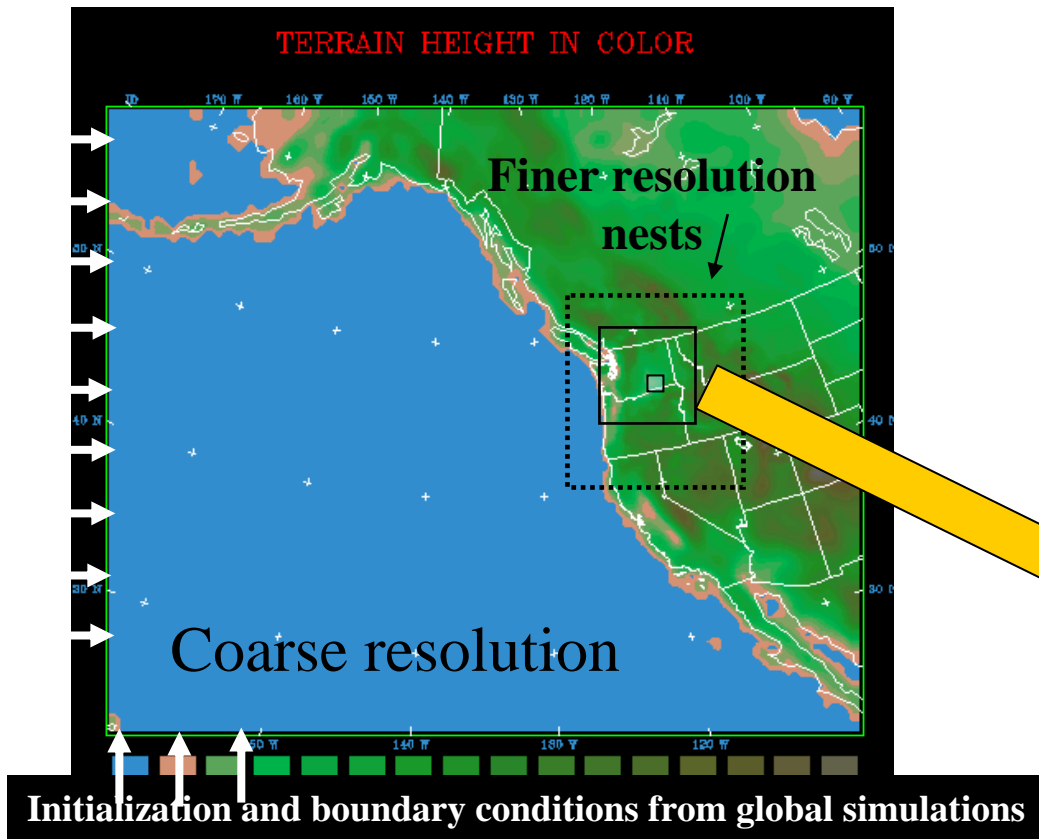 TERRAIN HEIGHT IN COLOR
170 W 160 W 150 W 140 W 130 W 120 W 110 W 100 W 90 W
Finer resolution
nests
50 N 50 N
40 N 40 N
30 N 30 N
Coarse resolution
140 W 130 W 120 W
Initialization and boundary conditions from global simulations